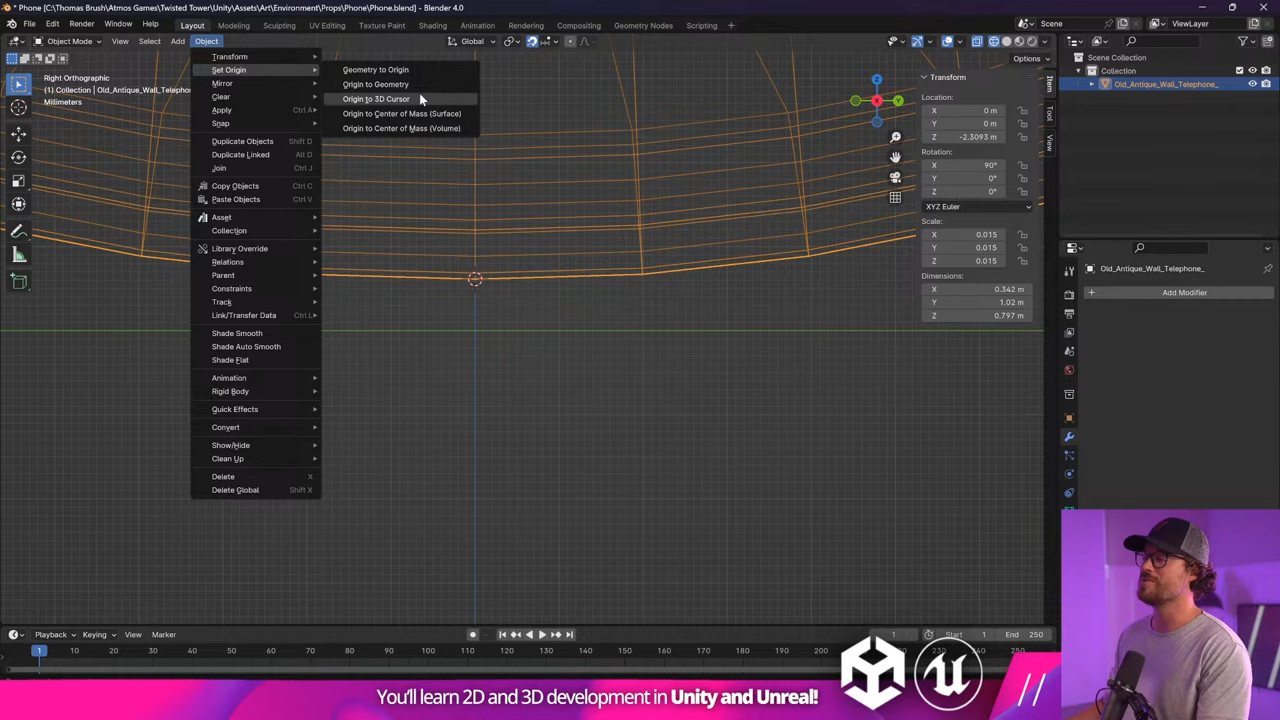 * Phone [C:\Thomas Brush\Atmos Games\Twisted Tower\Unity\Assets\Art\Environment\Props\Phone\Phone.blend] - Blender 4.0
File Edit Render Window Help
Layout Modeling Sculpting UV Editing Texture Paint Shading Animation Rendering Compositing Geometry Nodes Scripting
Scene
ViewLayer
Object Mode View Select Add Object
Global
Options
Right Orthographic
(1) Collection | Old_Antique_Wall_Telephone_
Millimeters
Transform
Set Origin
Mirror
Clear
Apply Ctrl A
Snap
Duplicate Objects Shift D
Duplicate Linked Alt D
Join Ctrl J
Copy Objects Ctrl C
Paste Objects Ctrl V
Asset
Collection
Library Override
Relations
Parent
Constraints
Track
Link/Transfer Data Ctrl L
Shade Smooth
Shade Auto Smooth
Shade Flat
Animation
Rigid Body
Quick Effects
Convert
Show/Hide
Clean Up
Delete X
Delete Global Shift X
Geometry to Origin
Origin to Geometry
Origin to 3D Cursor
Origin to Center of Mass (Surface)
Origin to Center of Mass (Volume)
Z
X
Y
Transform
Location:
X 0 m
Y 0 m
Z -2.3093 m
Rotation:
X 90°
Y 0°
Z 0°
XYZ Euler
Scale:
X 0.015
Y 0.015
Z 0.015
Dimensions:
X 0.342 m
Y 1.02 m
Z 0.797 m
Item
Tool
View
Scene Collection
Collection
Old_Antique_Wall_Telephone_
Old_Antique_Wall_Telephone_
Add Modifier
Playback Keying View Marker
1 Start 1 End 250
1 10 20 30 40 50 60 70 80 90 100 110 120 130 140 150 160 170 180 190 200 210 220 230 240 250
You'll learn 2D and 3D development in Unity and Unreal!
//